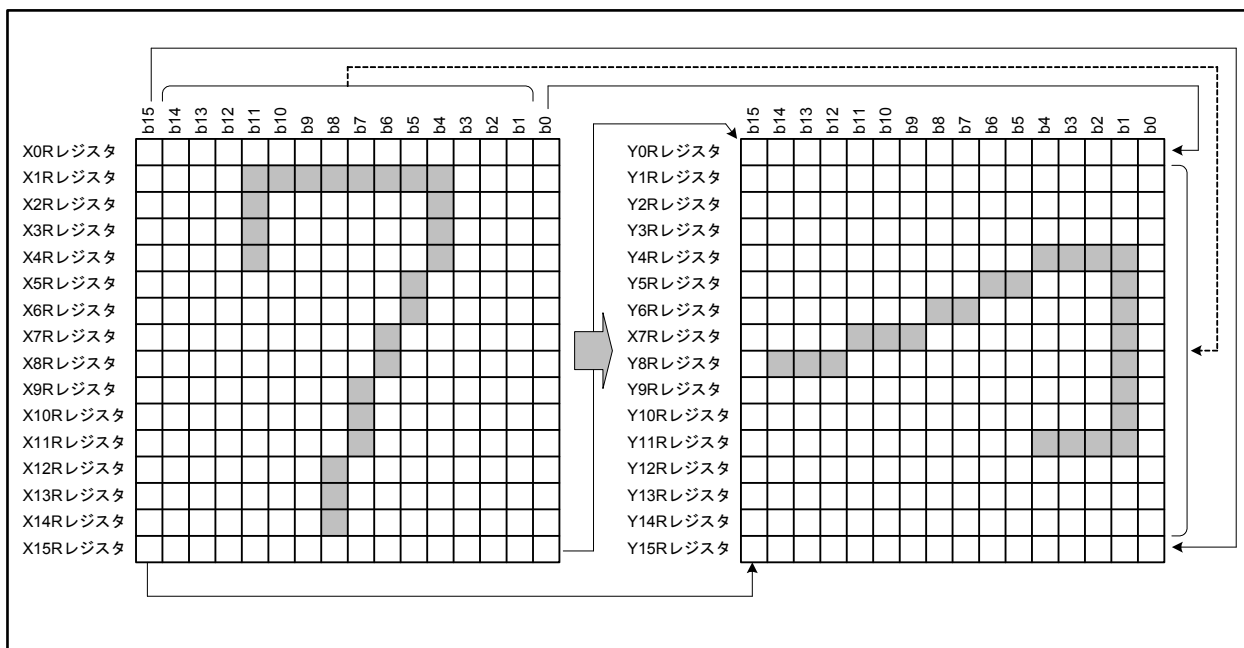 b15 b14 b13 b12 b11 b10 b9 b8 b7 b6 b5 b4 b3 b2 b1 b0
X0Rレジスタ
X1Rレジスタ
X2Rレジスタ
X3Rレジスタ
X4Rレジスタ
X5Rレジスタ
X6Rレジスタ
X7Rレジスタ
X8Rレジスタ
X9Rレジスタ
X10Rレジスタ
X11Rレジスタ
X12Rレジスタ
X13Rレジスタ
X14Rレジスタ
X15Rレジスタ
b15 b14 b13 b12 b11 b10 b9 b8 b7 b6 b5 b4 b3 b2 b1 b0
Y0Rレジスタ
Y1Rレジスタ
Y2Rレジスタ
Y3Rレジスタ
Y4Rレジスタ
Y5Rレジスタ
Y6Rレジスタ
X7Rレジスタ
Y8Rレジスタ
Y9Rレジスタ
Y10Rレジスタ
Y11Rレジスタ
Y12Rレジスタ
Y13Rレジスタ
Y14Rレジスタ
Y15Rレジスタ